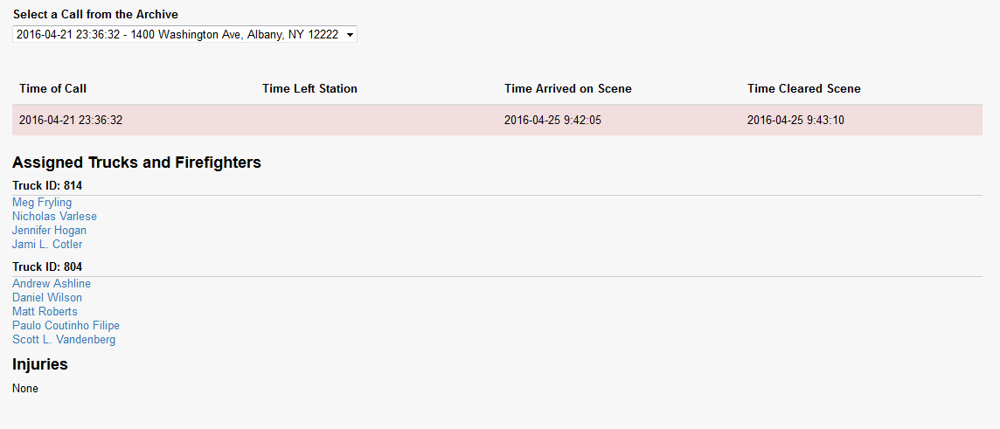 Select a Call from the Archive
2016-04-21 23:36:32 - 1400 Washington Ave, Albany, NY 12222
Time of Call Time Left Station Time Arrived on Scene Time Cleared Scene
2016-04-21 23:36:32 2016-04-25 9:42:05 2016-04-25 9:43:10
Assigned Trucks and Firefighters
Truck ID: 814
Meg Fryling
Nicholas Varlese
Jennifer Hogan
Jami L. Cotler
Truck ID: 804
Andrew Ashline
Daniel Wilson
Matt Roberts
Paulo Coutinho Filipe
Scott L. Vandenberg
Injuries
None